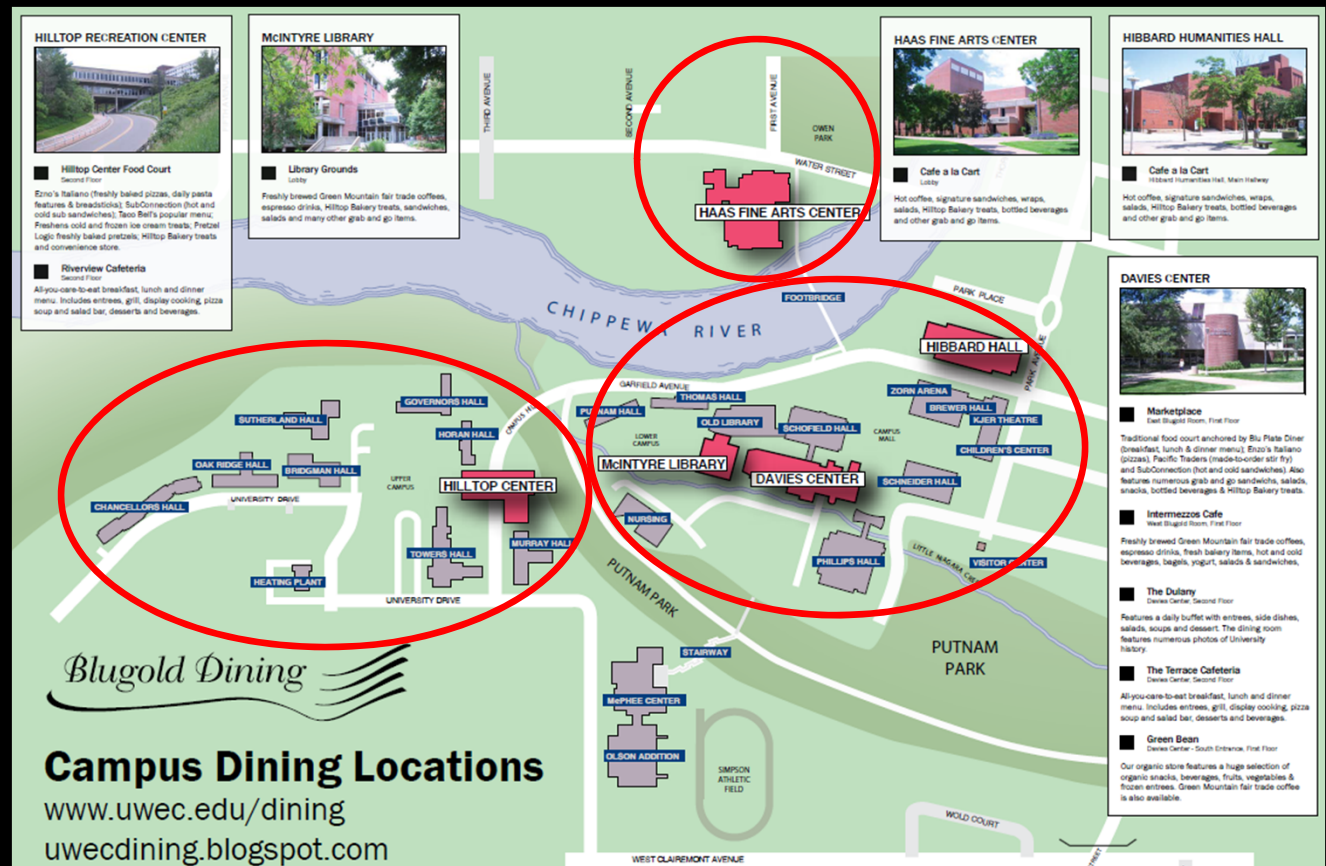 HILLTOP RECREATION CENTER
Hilltop Center Food Court
Second Floor
Ezno's Italiano (freshly baked pizzas, daily pasta
features & breadsticks); SubConnection (hot and
cold sub sandwiches); Taco Bell's popular menu;
Freshens cold and frozen ice cream treats; Pretzel
Logic freshly baked pretzels; Hilltop Bakery treats
and convenience store.
Riverview Cafeteria
Second Floor
All-you-care-to-eat breakfast, lunch and dinner
menu. Includes entrees, grill, display cooking, pizza
soup and salad bar, desserts and beverages.
McINTYRE LIBRARY
Library Grounds
Lobby
Freshly brewed Green Mountain fair trade coffees,
espresso drinks, Hilltop Bakery treats, sandwiches,
salads and many other grab and go items.
HAAS FINE ARTS CENTER
Cafe a la Cart
Lobby
Hot coffee, signature sandwiches, wraps,
salads, Hilltop Bakery treats, bottled beverages
and other grab and go items.
HIBBARD HUMANITIES HALL
Cafe a la Cart
Hibbard Humanities Hall, Main Hallway
Hot coffee, signature sandwiches, wraps,
salads, Hilltop Bakery treats, bottled beverages
and other grab and go items.
DAVIES CENTER
Marketplace
East Blugold Room, First Floor
Traditional food court anchored by Blu Plate Diner
(breakfast, lunch & dinner menu); Enzo's Italiano
(pizzas), Pacific Traders (made-to-order stir fry)
and SubConnection (hot and cold sandwiches). Also
features numerous grab and go sandwichs, salads,
snacks, bottled beverages & Hilltop Bakery treats.
Intermezzos Cafe
West Blugold Room, First Floor
Freshly brewed Green Mountain fair trade coffees,
espresso drinks, fresh bakery items, hot and cold
beverages, bagels, yogurt, salads & sandwiches,
The Dulany
Davies Center, Second Floor
Features a daily buffet with entrees, side dishes,
salads, soups and dessert. The dining room
features numerous photos of University
history.
The Terrace Cafeteria
Davies Center, Second Floor
All-you-care-to-eat breakfast, lunch and dinner
menu. Includes entrees, grill, display cooking, pizza
soup and salad bar, desserts and beverages.
Green Bean
Davies Center - South Entrance, First Floor
Our organic store features a huge selection of
organic snacks, beverages, fruits, vegetables &
frozen entrees. Green Mountain fair trade coffee
is also available.
THIRD AVENUE
SECOND AVENUE
FIRST AVENUE
OWEN
PARK
WATER STREET
HAAS FINE ARTS CENTER
FOOTBRIDGE
CHIPPEWA RIVER
PARK PLACE
PARK AVENUE
HIBBARD HALL
GARFIELD AVENUE
THOMAS HALL
PUTNAM HALL
OLD LIBRARY
SCHOFIELD HALL
ZORN ARENA
BREWER HALL
KJER THEATRE
CHILDREN'S CENTER
LOWER
CAMPUS
CAMPUS
MALL
McINTYRE LIBRARY
DAVIES CENTER
SCHNEIDER HALL
NURSING
PHILLIPS HALL
LITTLE NIAGARA
VISITOR CENTER
GOVERNORS HALL
SUTHERLAND HALL
HORAN HALL
CAMPUS
OAK RIDGE HALL
BRIDGMAN HALL
UPPER
CAMPUS
HILLTOP CENTER
UNIVERSITY DRIVE
CHANCELLORS HALL
TOWERS HALL
MURRAY HALL
HEATING PLANT
UNIVERSITY DRIVE
PUTNAM PARK
PUTNAM
PARK
STAIRWAY
McPHEE CENTER
OLSON ADDITION
SIMPSON
ATHLETIC
FIELD
WOLD COURT
WEST CLAIREMONT AVENUE
Blugold Dining
Campus Dining Locations
www.uwec.edu/dining
uwecdining.blogspot.com